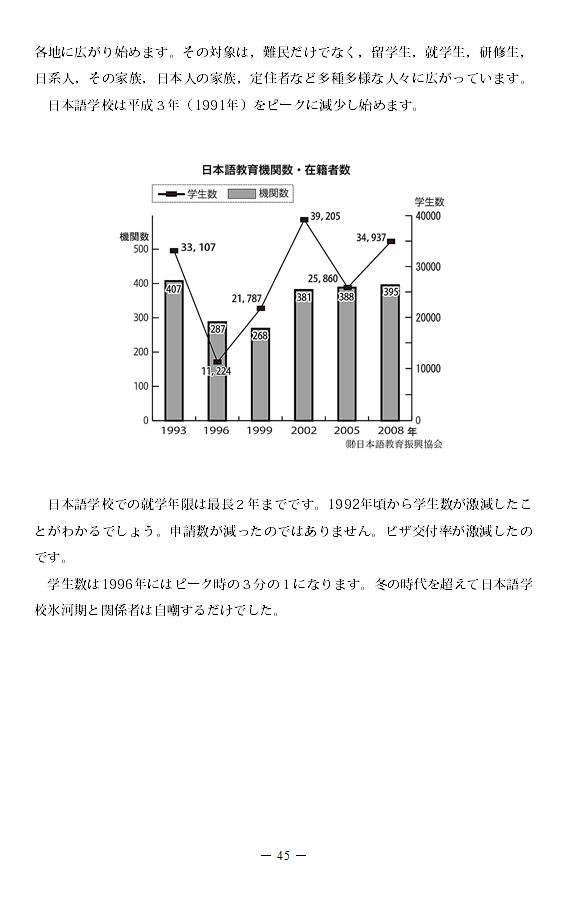 各地に広がり始めます。その対象は，難民だけでなく，留学生，就学生，研修生，
日系人，その家族，日本人の家族，定住者など多種多様な人々に広がっています。
日本語学校は平成３年（1991年）をピークに減少し始めます。
日本語教育機関数・在籍者数
学生数 機関数
学生数
機関数
40000
30000
20000
10000
0
500
400
300
200
100
0
33,107
11,224
21,787
39,205
25,860
34,937
407
287
268
381
388
395
1993 1996 1999 2002 2005 2008 年
㈶日本語教育振興協会
日本語学校での就学年限は最長２年までです。1992年頃から学生数が激減したこ
とがわかるでしょう。申請数が減ったのではありません。ビザ交付率が激減したの
です。
学生数は1996年にはピーク時の３分の１になります。冬の時代を超えて日本語学
校氷河期と関係者は自嘲するだけでした。
― 45 ―